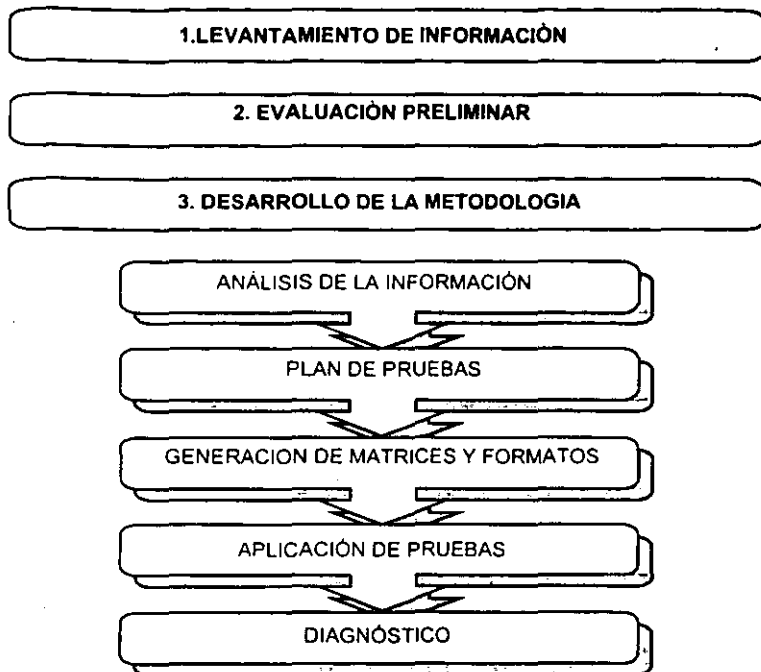 1.LEVANTAMIENTO DE INFORMACIÒN
2. EVALUACIÒN PRELIMINAR
3. DESARROLLO DE LA METODOLOGIA
ANÁLISIS DE LA INFORMACIÓN
PLAN DE PRUEBAS
GENERACION DE MATRICES Y FORMATOS
APLICACIÓN DE PRUEBAS
DIAGNÓSTICO